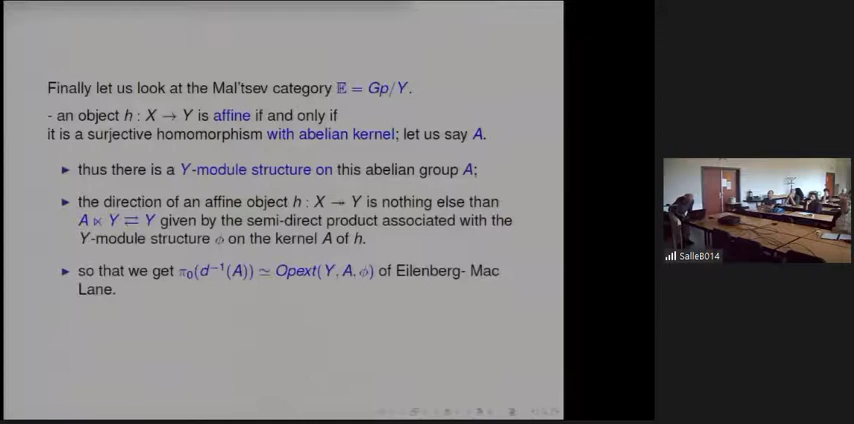 Finally let us look at the Mal'tsev category 𝔼 = Gp/Y.
- an object h : X → Y is affine if and only if
it is a surjective homomorphism with abelian kernel; let us say A.
▸ thus there is a Y-module structure on this abelian group A;
▸ the direction of an affine object h : X → Y is nothing else than
A ⋉ Y ⇄ Y given by the semi-direct product associated with the
Y-module structure ϕ on the kernel A of h.
▸ so that we get π₀(d⁻¹(A)) ≃ Opext(Y, A, ϕ) of Eilenberg- Mac
Lane.
SalleB014